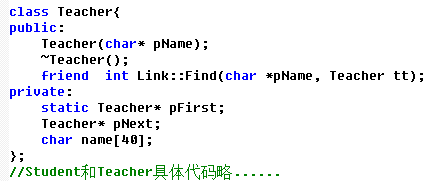 class Teacher{
public:
    Teacher(char* pName);
    ~Teacher();
    friend  int Link::Find(char *pName, Teacher tt);
private:
    static Teacher* pFirst;
    Teacher* pNext;
    char name[40];
};
//Student和Teacher具体代码略......